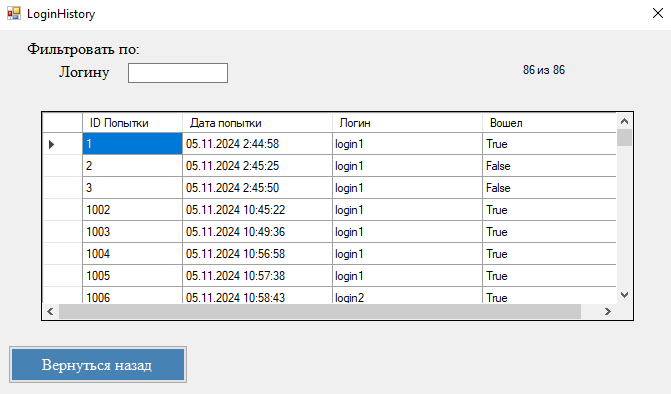 LoginHistory
Фильтровать по:
Логину
86 из 86
ID Попытки Дата попытки Логин Вошел
1 05.11.2024 2:44:58 login1 True
2 05.11.2024 2:45:25 login1 False
3 05.11.2024 2:45:50 login1 False
1002 05.11.2024 10:45:22 login1 True
1003 05.11.2024 10:49:36 login1 True
1004 05.11.2024 10:56:58 login1 True
1005 05.11.2024 10:57:38 login1 True
1006 05.11.2024 10:58:43 login2 True
Вернуться назад